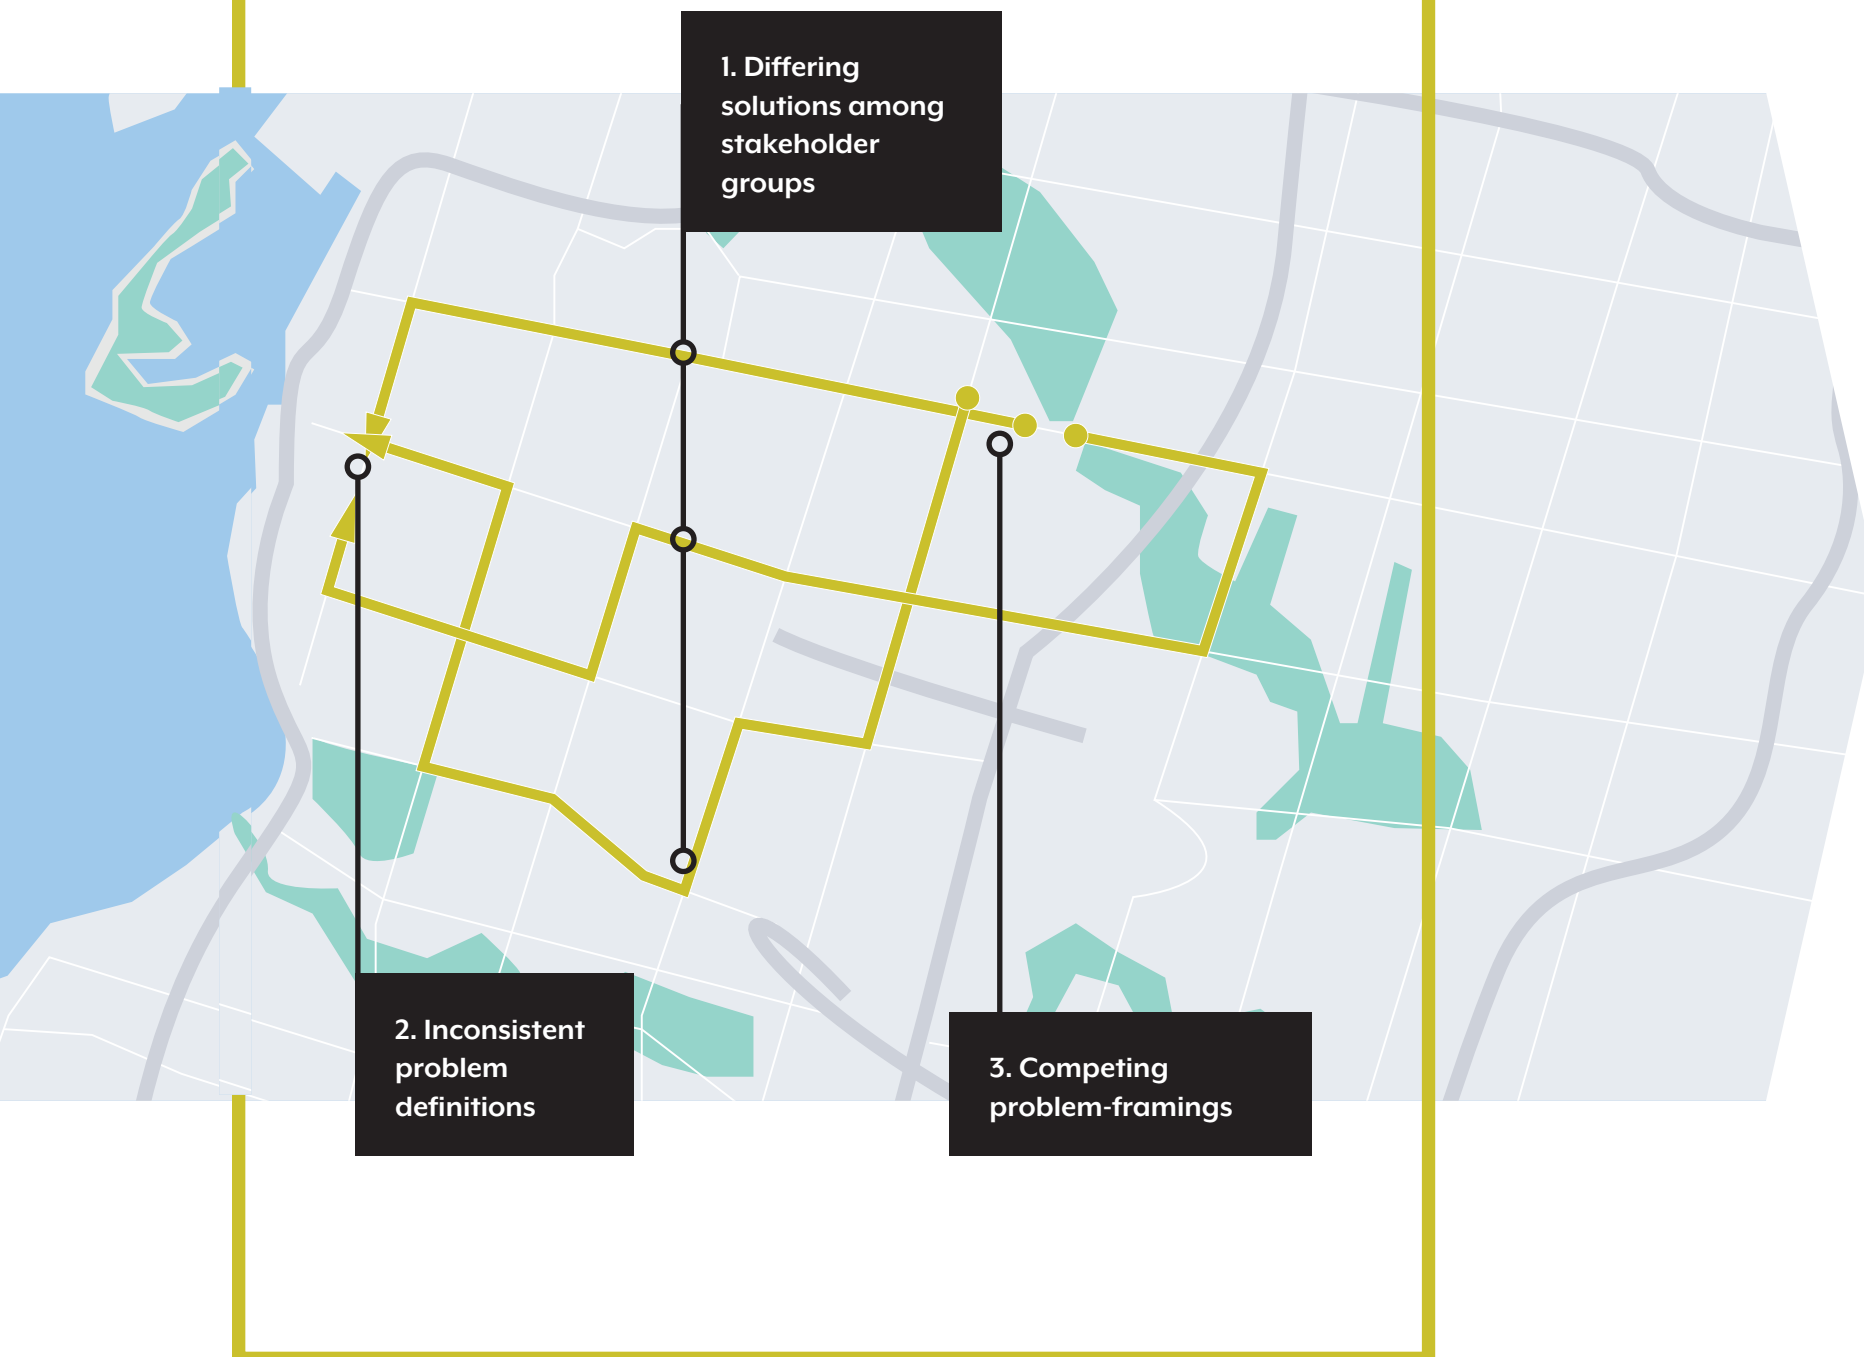 1. Differing
solutions among
stakeholder
groups
2. Inconsistent
problem
definitions
3. Competing
problem-framings